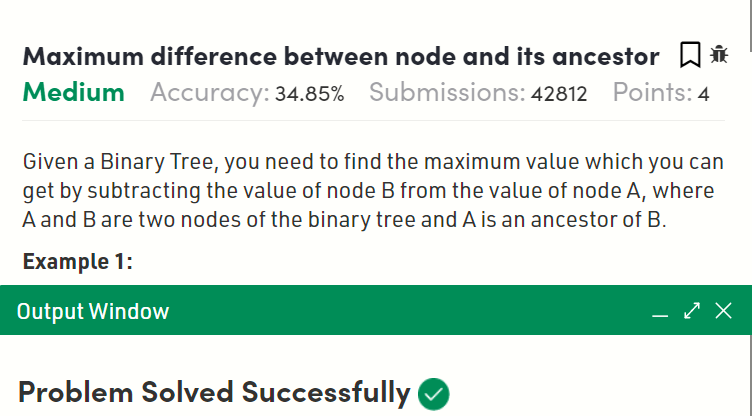 Maximum difference between node and its ancestor
Medium Accuracy: 34.85% Submissions: 42812 Points: 4
Given a Binary Tree, you need to find the maximum value which you can
get by subtracting the value of node B from the value of node A, where
A and B are two nodes of the binary tree and A is an ancestor of B.
Example 1:
Output Window
Problem Solved Successfully